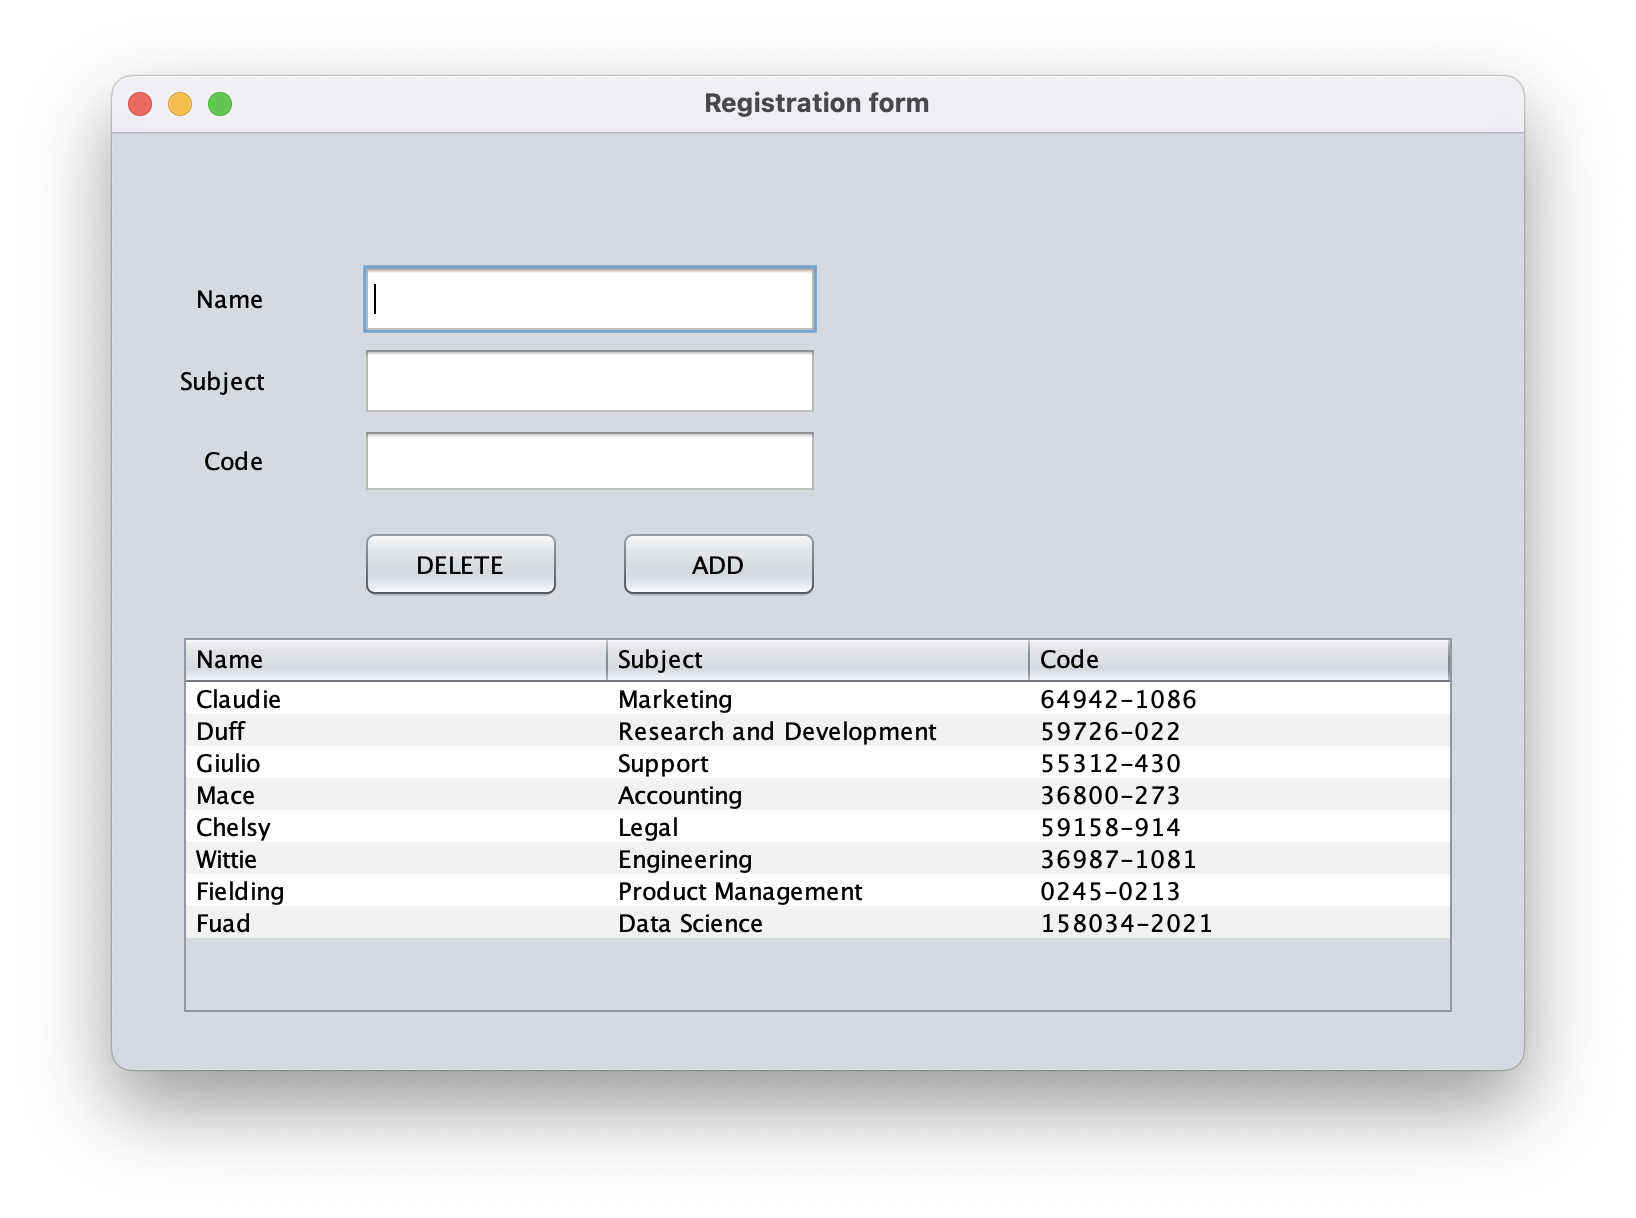 Registration form
Name
Subject
Code
DELETE ADD
Name Subject Code
Claudie Marketing 64942-1086
Duff Research and Development 59726-022
Giulio Support 55312-430
Mace Accounting 36800-273
Chelsy Legal 59158-914
Wittie Engineering 36987-1081
Fielding Product Management 0245-0213
Fuad Data Science 158034-2021